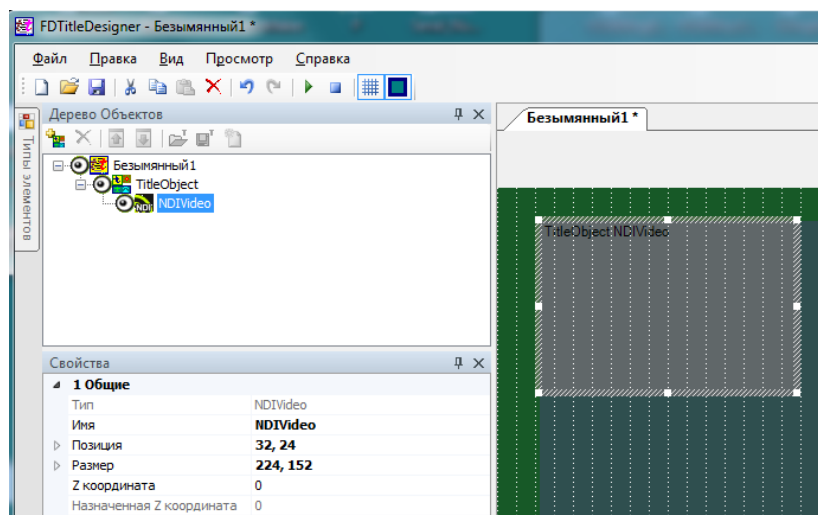 FDTitleDesigner - Безымянный1 *
Файл Правка Вид Просмотр Справка
Дерево Объектов
Безымянный1 *
Типы элементов
Безымянный1
TitleObject
NDI NDIVideo
TitleObject NDIVideo
Свойства
1 Общие
Тип NDIVideo
Имя NDIVideo
Позиция 32, 24
Размер 224, 152
Z координата 0
Назначенная Z координата 0